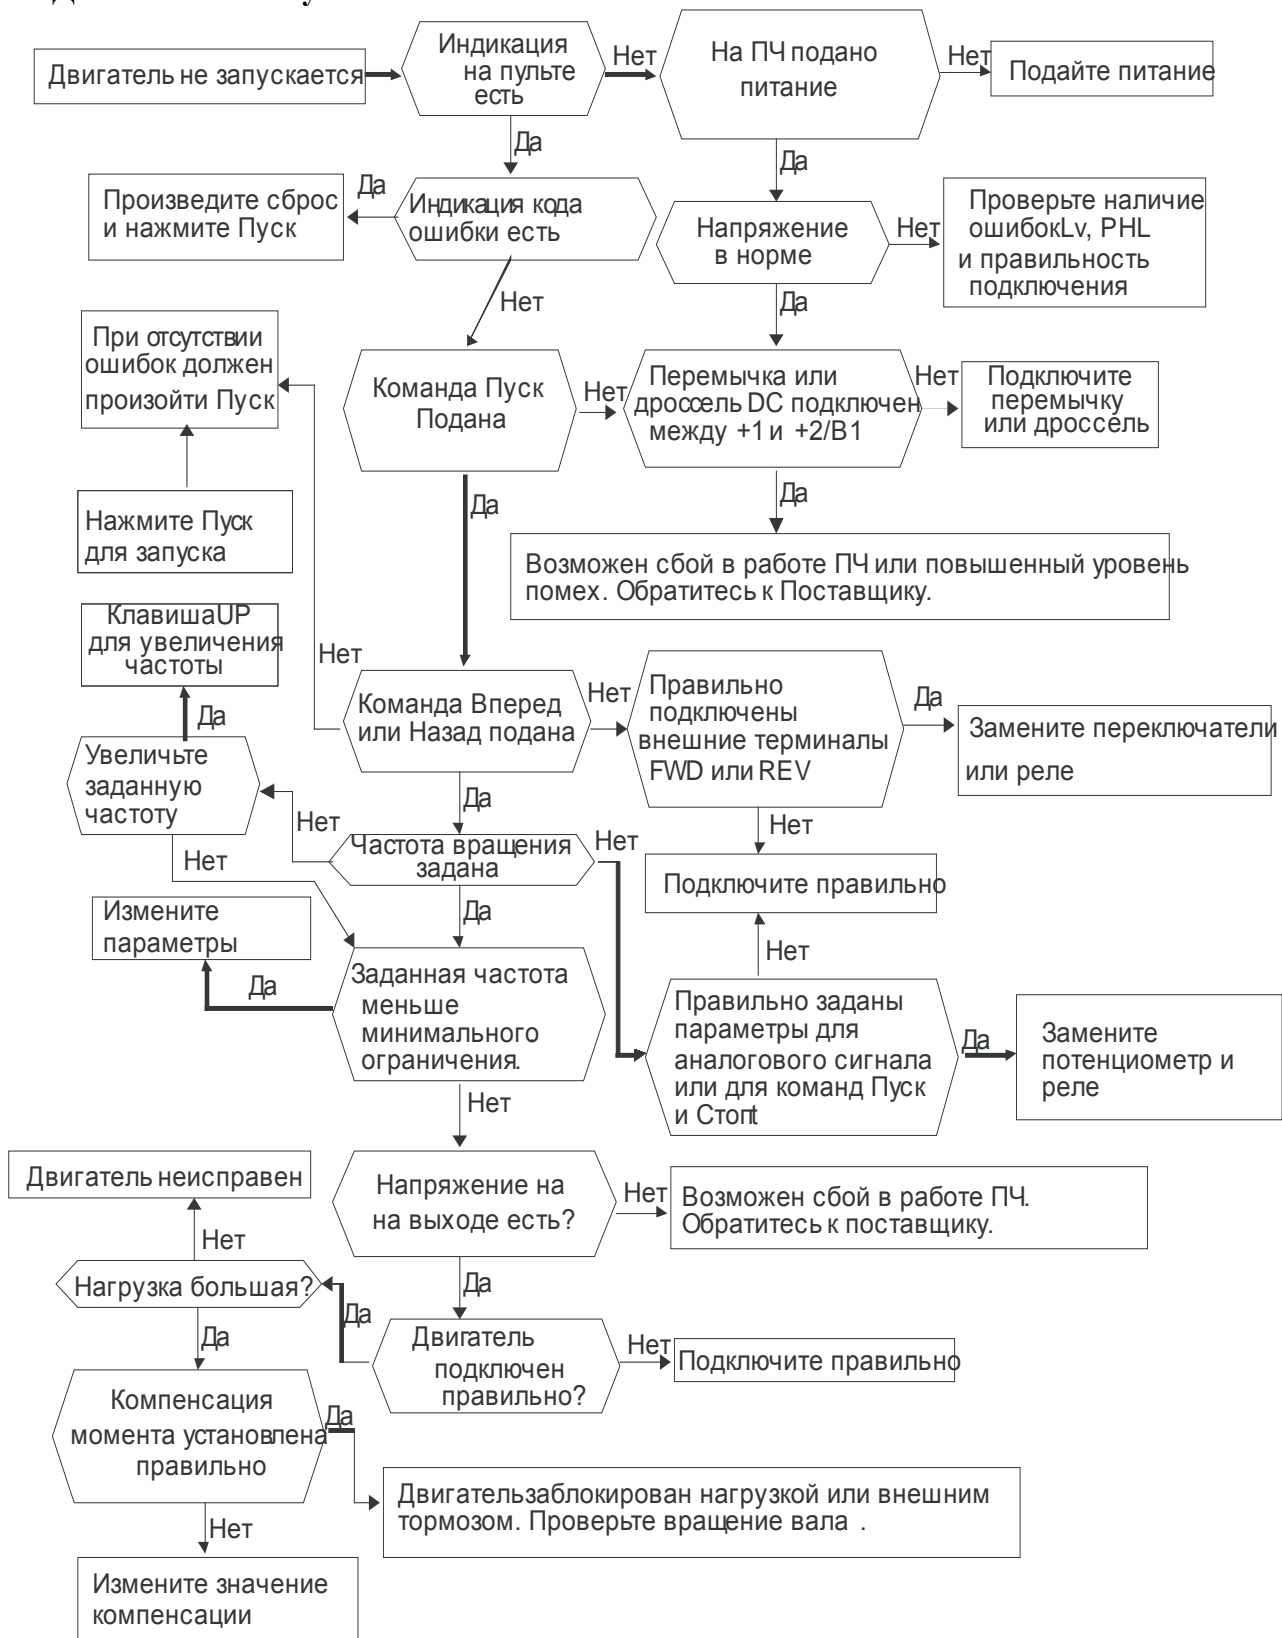 Двигатель не запускается
Индикация
на пульте
есть
Нет
На ПЧ подано
питание
Нет
Подайте питание
Да
Да
Произведите сброс
и нажмите Пуск
Да
Индикация кода
ошибки есть
Напряжение
в норме
Нет
Проверьте наличие
ошибокLv, PHL
и правильность
подключения
Нет
Да
При отсутствии
ошибок должен
произойти Пуск
Команда Пуск
Подана
Нет
Перемычка или
дроссель DC подключен
между +1 и +2/B1
Нет
Подключите
перемычку
или дроссель
Да
Да
Нажмите Пуск
для запуска
Возможен сбой в работе ПЧ или повышенный уровень
помех. Обратитесь к Поставщику.
КлавишаUP
для увеличения
частоты
Нет
Да
Команда Вперед
или Назад подана
Нет
Правильно
подключены
внешние терминалы
FWD или REV
Да
Замените переключатели
или реле
Увеличьте
заданную
частоту
Да
Нет
Нет
Частота вращения
задана
Нет
Нет
Подключите правильно
Измените
параметры
Да
Нет
Да
Заданная частота
меньше
минимального
ограничения.
Правильно заданы
параметры для
аналогового сигнала
или для команд Пуск
и Стопt
Да
Замените
потенциометр и
реле
Нет
Двигатель неисправен
Напряжение на
на выходе есть?
Нет
Возможен сбой в работе ПЧ.
Обратитесь к поставщику.
Нет
Нагрузка большая?
Да
Да
Да
Двигатель
подключен
правильно?
Нет
Подключите правильно
Компенсация
момента установлена
правильно
Да
Двигательзаблокирован нагрузкой или внешним
тормозом. Проверьте вращение вала .
Нет
Измените значение
компенсации